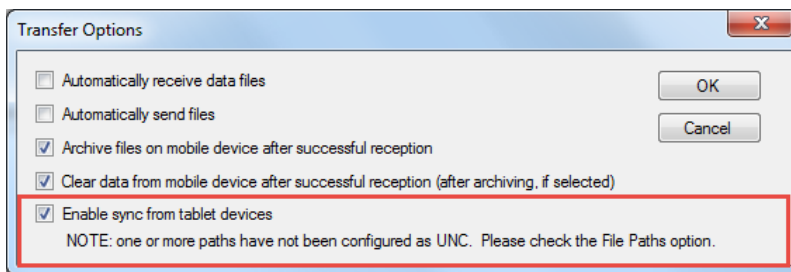 Transfer Options
Automatically receive data files
OK
Automatically send files
Cancel
Archive files on mobile device after successful reception
Clear data from mobile device after successful reception (after archiving, if selected)
Enable sync from tablet devices
NOTE: one or more paths have not been configured as UNC.  Please check the File Paths option.